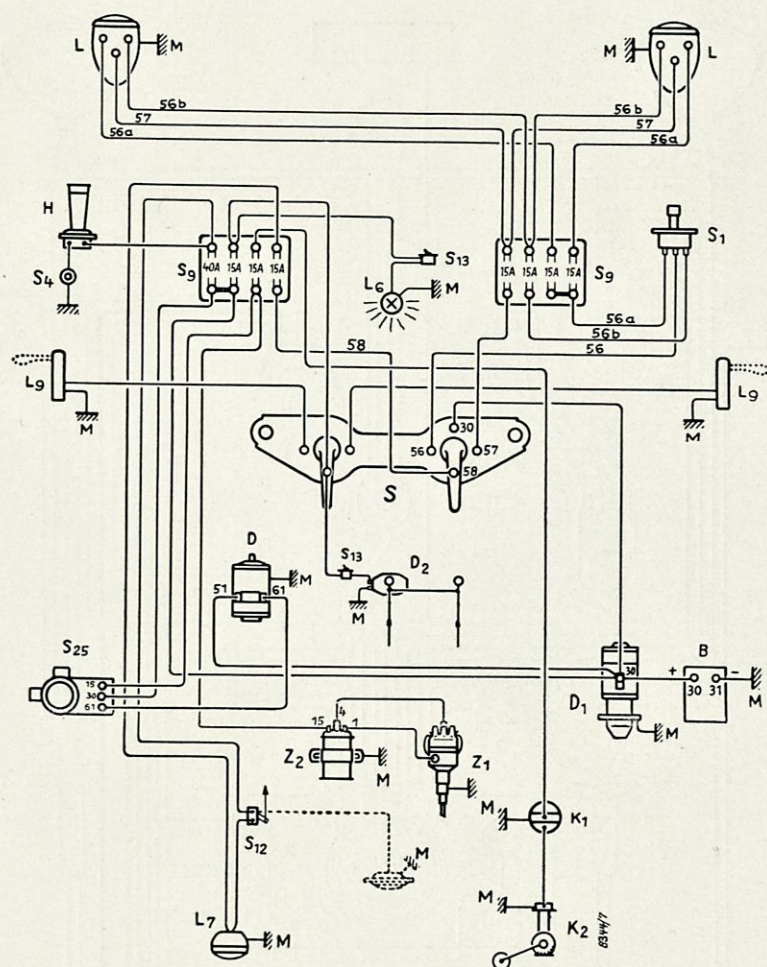 L M M L
56b 56b
57 57
56a 56a
H
S4
S9 40A 15A 15A 15A
S13
L6 M
15A 15A 15A 15A S9
S1
56a
56b
58 56
L9 M
L9 M
30
56 57
58
S
D
51 M 61
S13 D2
M
S25
15
30
61
15 4 1
Z2 M
Z1 M
30
D1 M
B
+ 30 31 -
M
M K1
S12
M
L7 M
M K2
8344/7